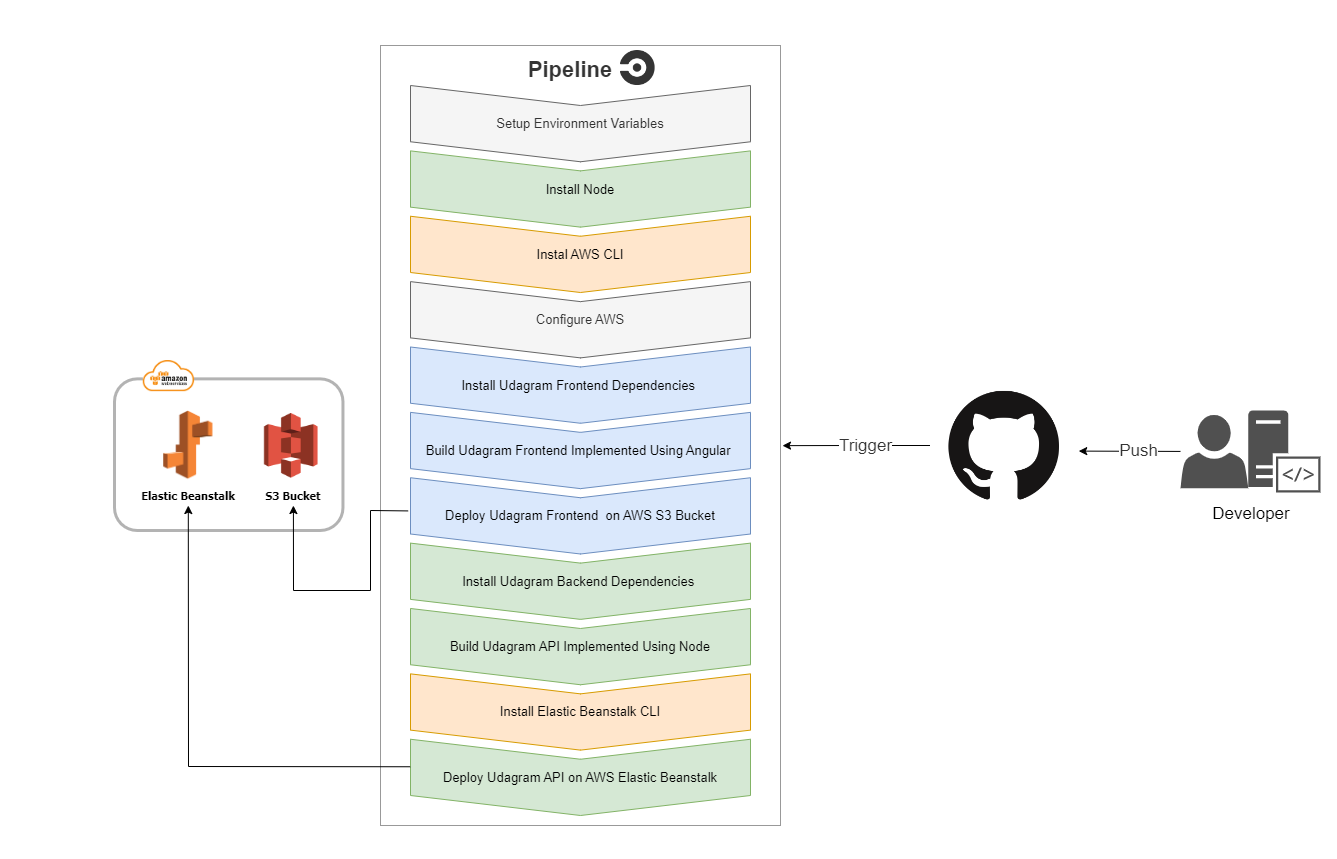 Pipeline
Setup Environment Variables
Install Node
Instal AWS CLI
Configure AWS
Install Udagram Frontend Dependencies
Build Udagram Frontend Implemented Using Angular
Deploy Udagram Frontend on AWS S3 Bucket
Install Udagram Backend Dependencies
Build Udagram API Implemented Using Node
Install Elastic Beanstalk CLI
Deploy Udagram API on AWS Elastic Beanstalk
amazon
web services
Elastic Beanstalk
S3 Bucket
Trigger
Push
</>
Developer